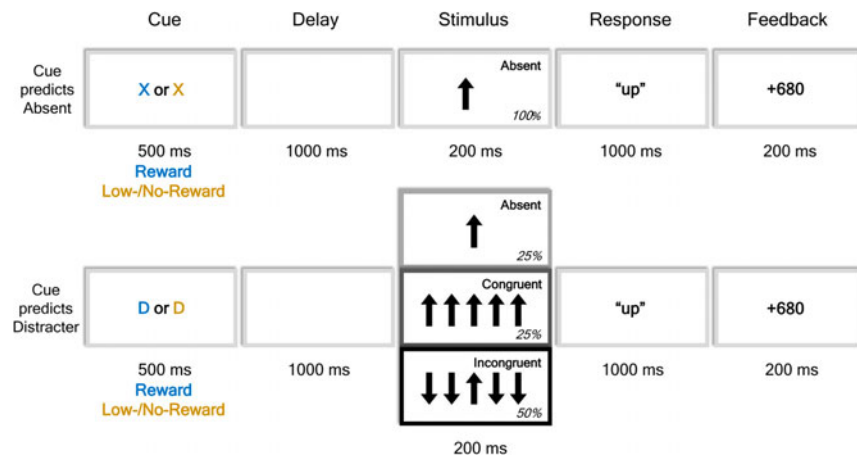 Cue Delay Stimulus Response Feedback
Cue
predicts
Absent
X or X
Absent
100%
"up"
+680
500 ms 1000 ms 200 ms 1000 ms 200 ms
Reward
Low-/No-Reward
Absent
25%
Cue
predicts
Distracter
D or D
Congruent
25%
"up"
+680
500 ms 1000 ms 1000 ms 200 ms
Reward
Low-/No-Reward
Incongruent
50%
200 ms